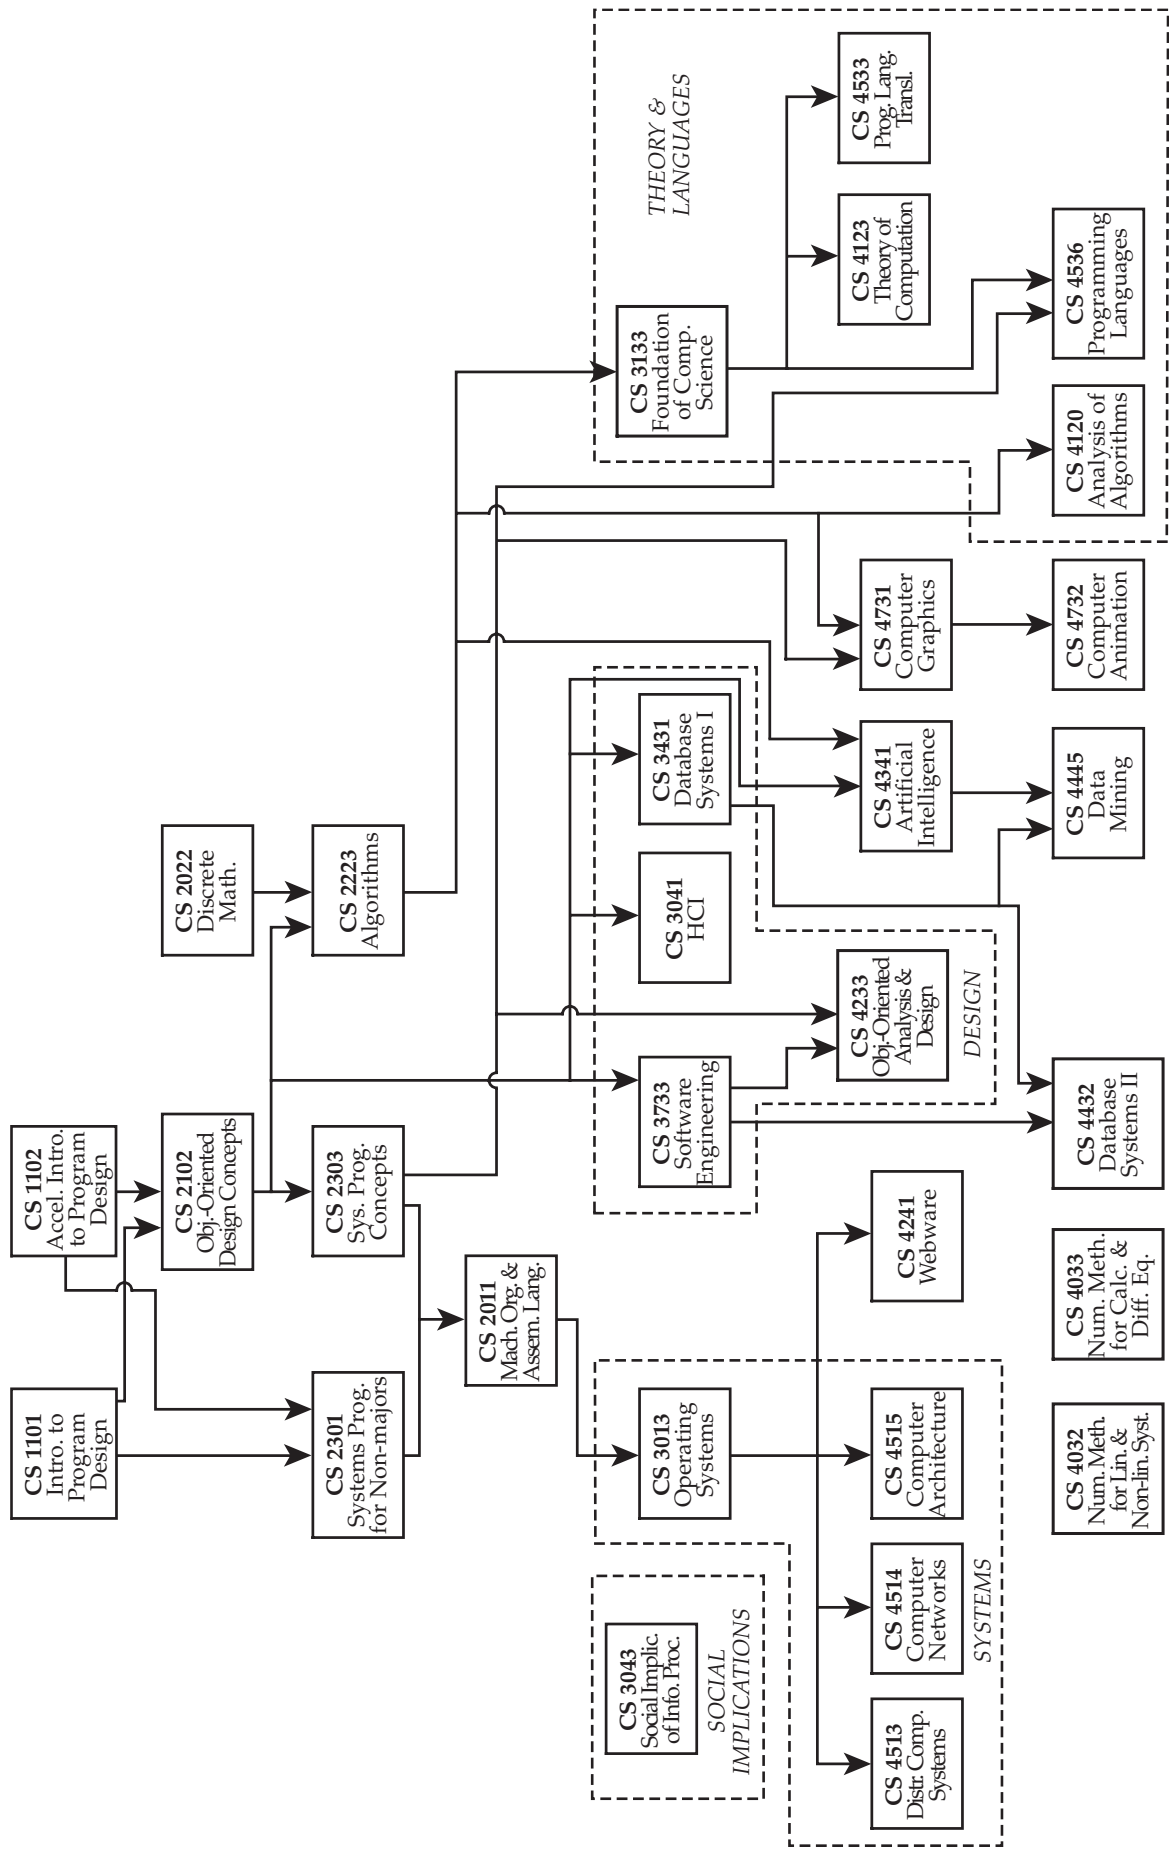 CS 1101
Intro. to
Program
Design
CS 1102
Accel. Intro.
to Program
Design
CS 2102
Obj.-Oriented
Design Concepts
CS 2022
Discrete
Math.
CS 2301
Systems Prog.
for Non-majors
CS 2303
Sys. Prog.
Concepts
CS 2223
Algorithms
CS 2011
Mach. Org. &
Assem. Lang.
CS 3043
Social Implic.
of Info. Proc.
SOCIAL
IMPLICATIONS
CS 3013
Operating
Systems
CS 3733
Software
Engineering
CS 3041
HCI
CS 3431
Database
Systems I
CS 3133
Foundation
of Comp.
Science
THEORY &
LANGUAGES
CS 4233
Obj.-Oriented
Analysis &
Design
DESIGN
CS 4123
Theory of
Computation
CS 4533
Prog. Lang.
Transl.
CS 4513
Distr. Comp.
Systems
CS 4514
Computer
Networks
CS 4515
Computer
Architecture
SYSTEMS
CS 4241
Webware
CS 4341
Artificial
Intelligence
CS 4731
Computer
Graphics
CS 4032
Num. Meth.
for Lin. &
Non-lin. Syst.
CS 4033
Num. Meth.
for Calc. &
Diff. Eq.
CS 4432
Database
Systems II
CS 4445
Data
Mining
CS 4732
Computer
Animation
CS 4120
Analysis of
Algorithms
CS 4536
Programming
Languages